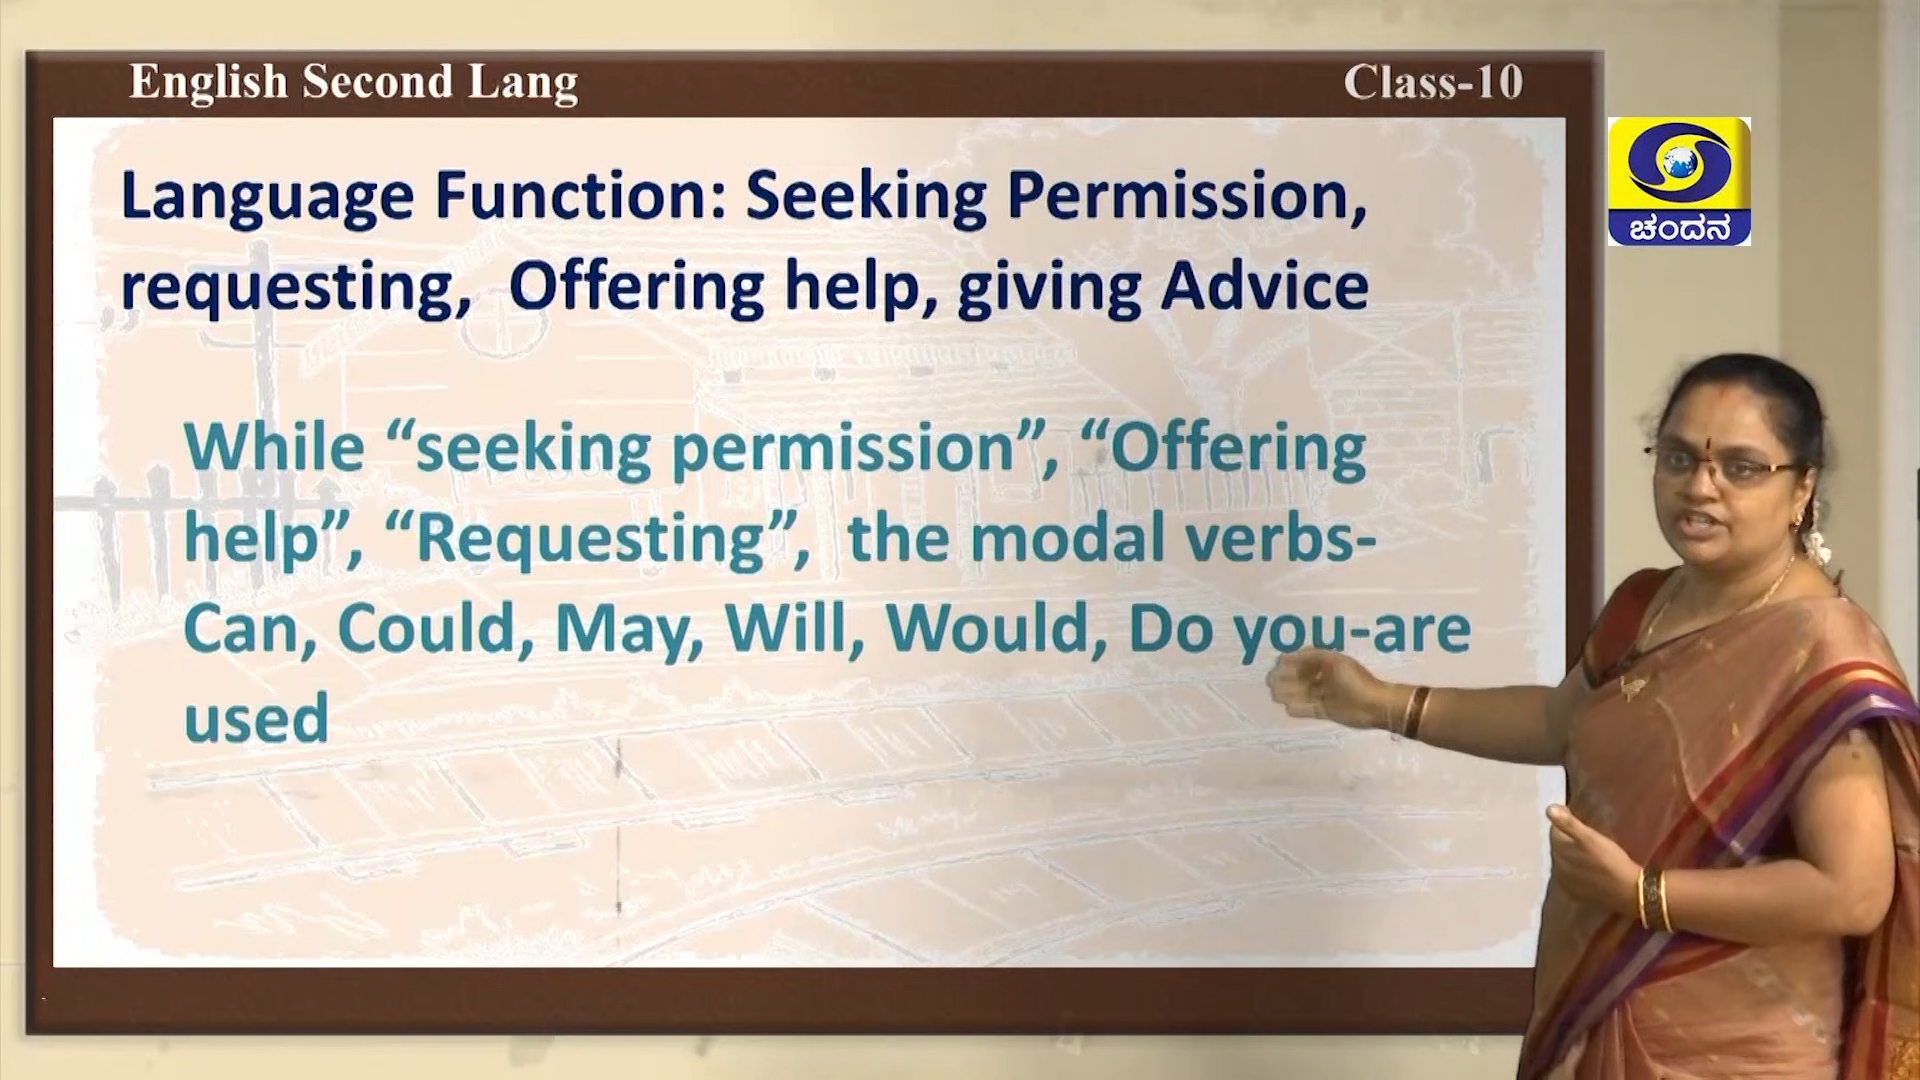 English Second Lang
Class-10
Language Function: Seeking Permission,
requesting, Offering help, giving Advice
While “seeking permission”, “Offering
help”, “Requesting”, the modal verbs-
Can, Could, May, Will, Would, Do you-are
used
ಚಂದನ